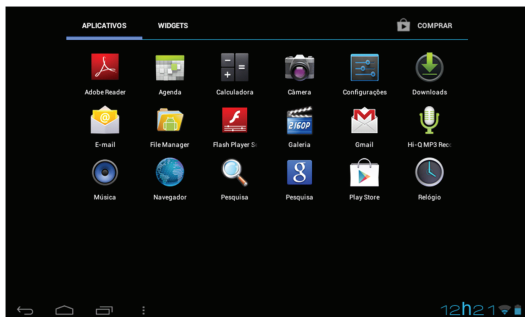 APLICATIVOS WIDGETS COMPRAR
Adobe Reader Agenda Calculadora Câmera Configurações Downloads
E-mail File Manager Flash Player S Galeria Gmail Hi-Q MP3 Rec
Música Navegador Pesquisa Pesquisa Play Store Relógio
12h21